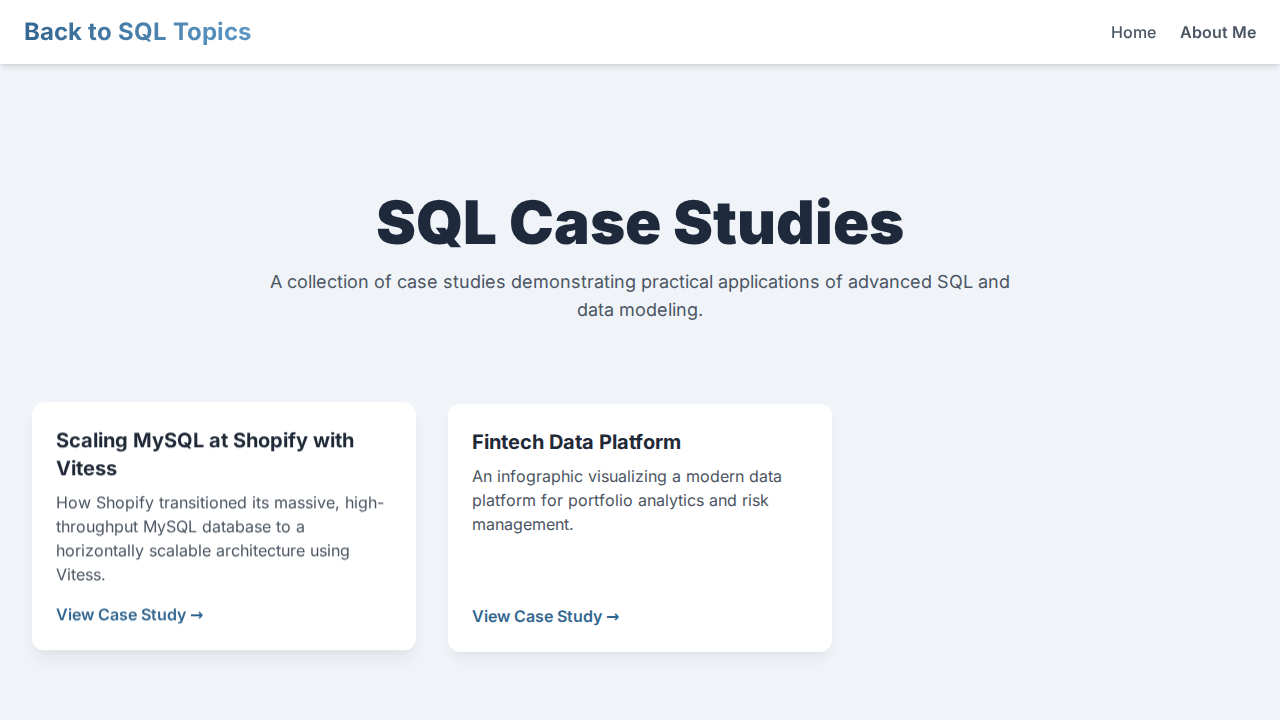 Back to SQL Topics
Home
About Me
SQL Case Studies
A collection of case studies demonstrating practical applications of advanced SQL and
data modeling.
Scaling MySQL at Shopify with
Vitess
How Shopify transitioned its massive, high-
throughput MySQL database to a
horizontally scalable architecture using
Vitess.
View Case Study →
Fintech Data Platform
An infographic visualizing a modern data
platform for portfolio analytics and risk
management.
View Case Study →